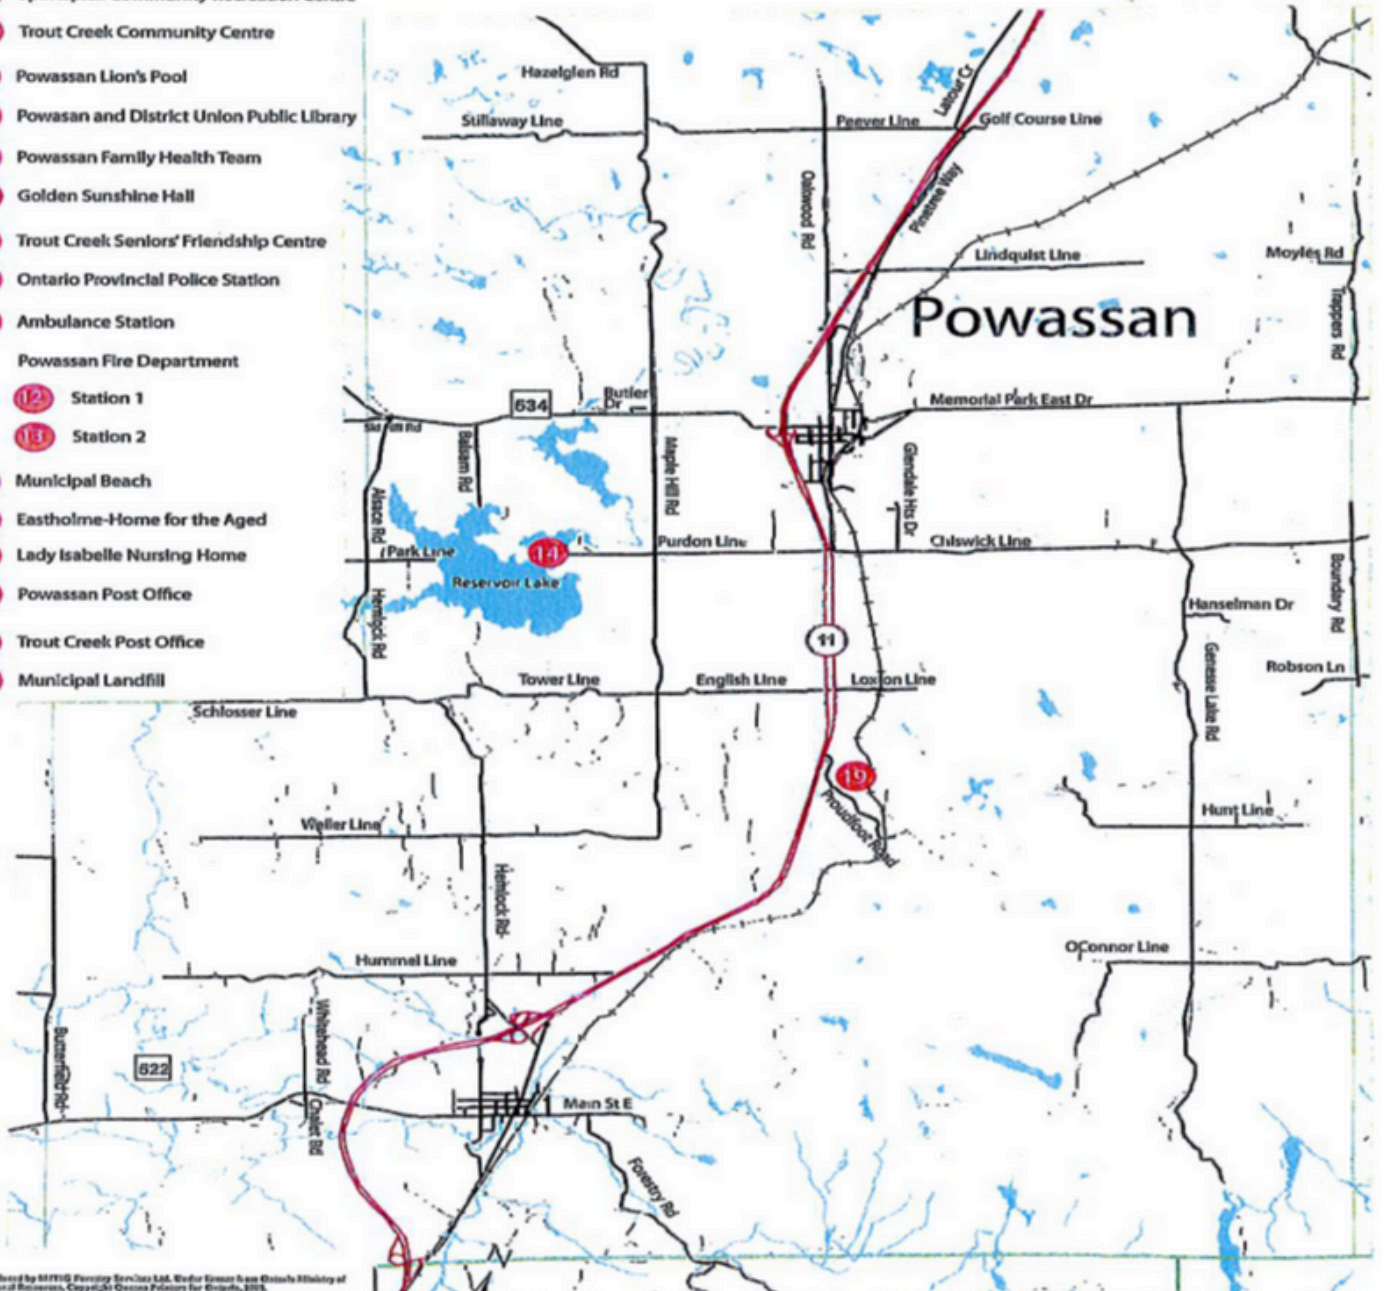 Trout Creek Community Centre
Powassan Lion's Pool
Powasan and District Union Public Library
Powassan Family Health Team
Golden Sunshine Hall
Trout Creek Seniors' Friendship Centre
Ontario Provincial Police Station
Ambulance Station
Powassan Fire Department
12 Station 1
13 Station 2
Municipal Beach
Eastholme-Home for the Aged
Lady Isabelle Nursing Home
Powassan Post Office
Trout Creek Post Office
Municipal Landfill
Hazelglen Rd
Stillaway Line
Peever Line
Latour Cr
Golf Course Line
Oakwood Rd
Pinetree Way
Lindquist Line
Moyles Rd
Trappers Rd
Powassan
534
Butler
Dr
Memorial Park East Dr
Balsam Rd
Maple Hill Rd
Glendale Hts Dr
Alsace Rd
Park Line
14
Purdon Line
Chiswick Line
Reservoir Lake
Hemlock Rd
Boundary Rd
Hanselman Dr
11
Genesse Lake Rd
Robson Ln
Tower Line
English Line
Loxton Line
Schlosser Line
19
Proudfoot Road
Hunt Line
Weller Line
Hemlock Rd
OConnor Line
Hummel Line
Whitehead Rd
Butterfield Rd
522
Chalet Rd
Main St E
Forestry Rd